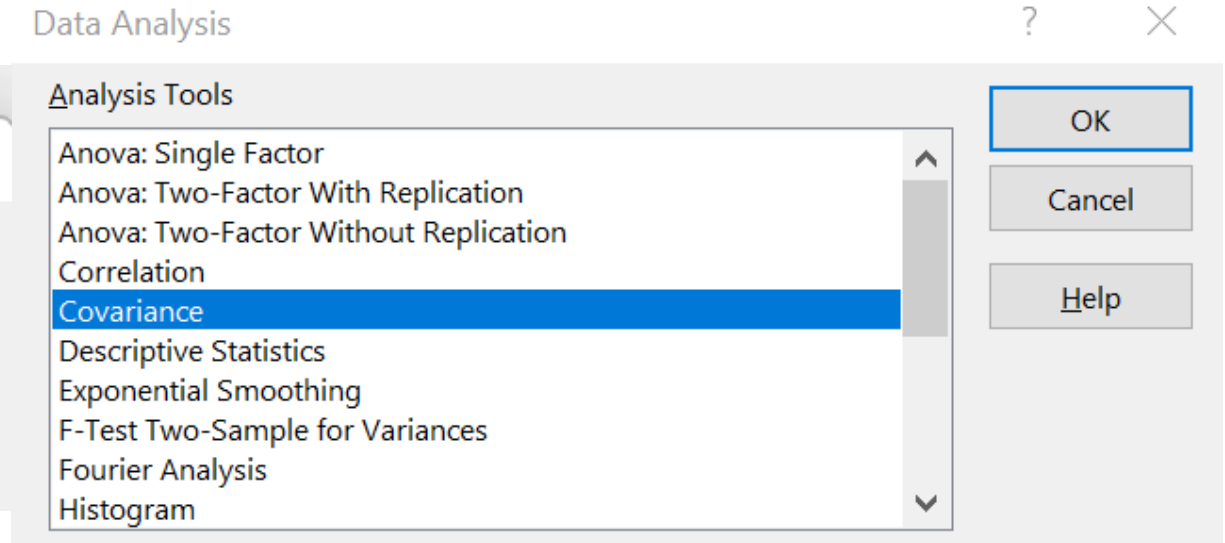 Data Analysis ?
Analysis Tools
OK
Anova: Single Factor
Anova: Two-Factor With Replication
Cancel
Anova: Two-Factor Without Replication
Correlation
Covariance
Help
Descriptive Statistics
Exponential Smoothing
F-Test Two-Sample for Variances
Fourier Analysis
Histogram